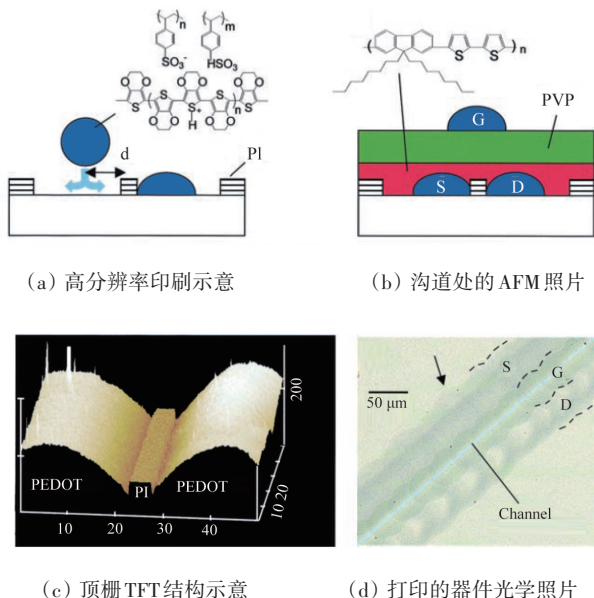 n
m
SO₃⁻
HSO₃
O O
O O
O O
S
S
S⁺
S
S
n
O O
O O
H
d
PI
n
S
S
PVP
G
S
D
(a)高分辨率印刷示意
(b)沟道处的AFM照片
200
PEDOT
PI
PEDOT
10
20
30
40
10
20
S
G
D
50 μm
Channel
(c)顶栅TFT结构示意
(d)打印的器件光学照片